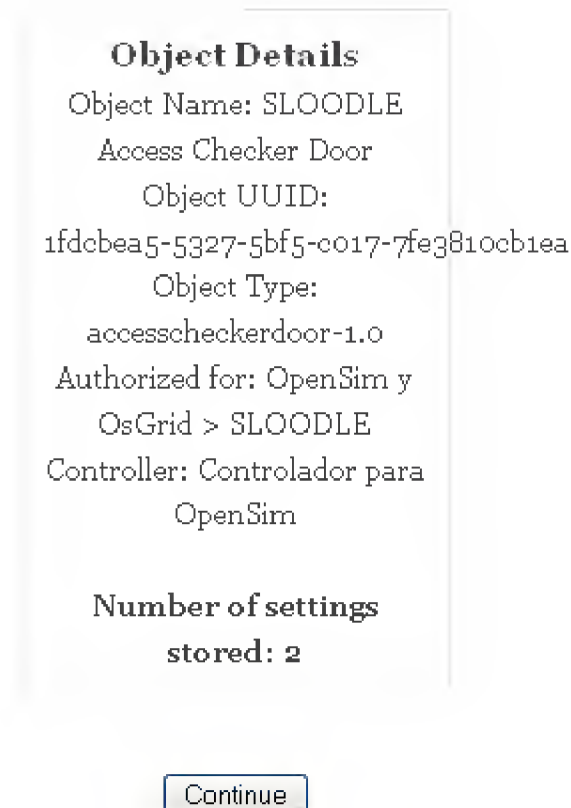 Object Details
Object Name: SLOODLE
Access Checker Door
Object UUID:
1fdcbea5-5327-5bf5-c017-7fe3810cb1ea
Object Type:
accesscheckerdoor-1.0
Authorized for: OpenSim y
OsGrid > SLOODLE
Controller: Controlador para
OpenSim
Number of settings
stored: 2
Continue